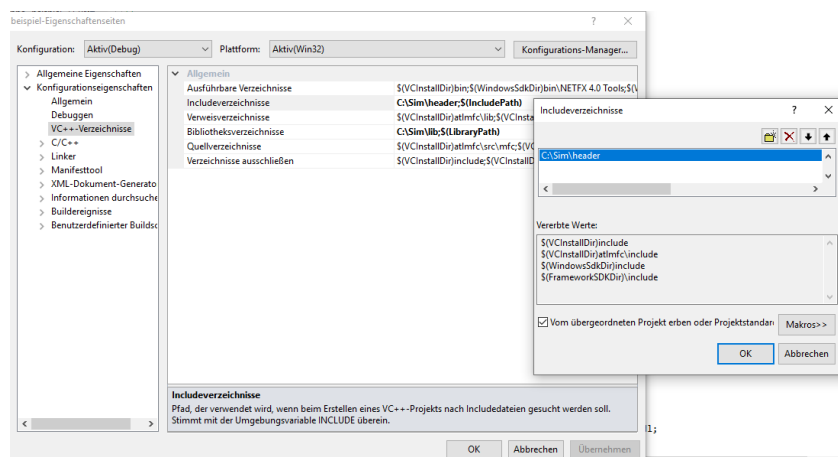 beispiel-Eigenschaftenseiten
Konfiguration: Aktiv(Debug) Plattform: Aktiv(Win32) Konfigurations-Manager...
Allgemeine Eigenschaften
Konfigurationseigenschaften
Allgemein
Debuggen
VC++-Verzeichnisse
C/C++
Linker
Manifesttool
XML-Dokument-Generato
Informationen durchsuche
Buildereignisse
Benutzerdefinierter Buildsc
Allgemein
Ausführbare Verzeichnisse $(VCInstallDir)bin;$(WindowsSdkDir)bin\NETFX 4.0 Tools;$(V
Includeverzeichnisse C:\Sim\header;$(IncludePath)
Verweisverzeichnisse $(VCInstallDir)atlmfc\lib;$(VCInsta
Bibliotheksverzeichnisse C:\Sim\lib;$(LibraryPath)
Quellverzeichnisse $(VCInstallDir)atlmfc\src\mfc;$(VC
Verzeichnisse ausschließen $(VCInstallDir)include;$(VCInstallD
Includeverzeichnisse
Pfad, der verwendet wird, wenn beim Erstellen eines VC++-Projekts nach Includedateien gesucht werden soll.
Stimmt mit der Umgebungsvariable INCLUDE überein.
OK Abbrechen Übernehmen
Includeverzeichnisse
C:\Sim\header
Vererbte Werte:
$(VCInstallDir)include
$(VCInstallDir)atlmfc\include
$(WindowsSdkDir)include
$(FrameworkSDKDir)\include
Vom übergeordneten Projekt erben oder Projektstandar Makros>>
OK Abbrechen